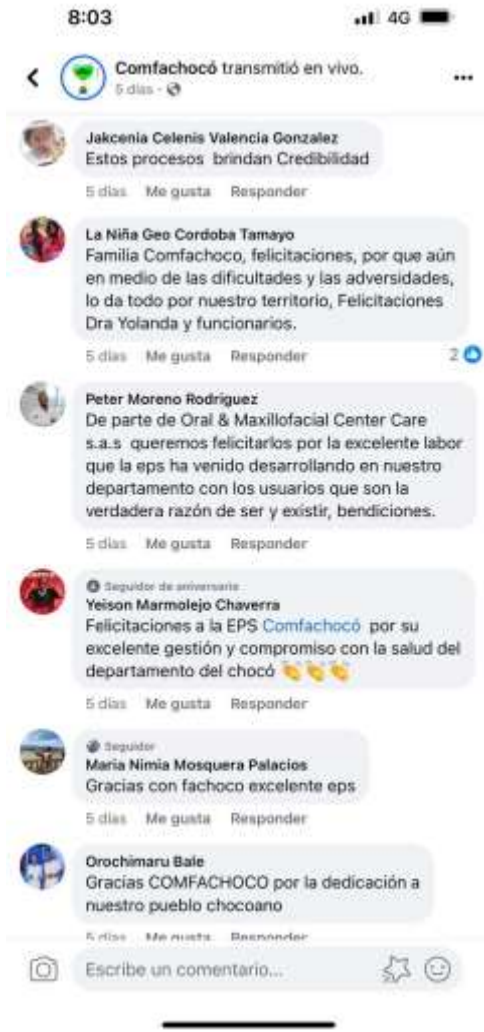 8:03
4G
Comfachocó transmitió en vivo.
5 días
Jakcenia Celenis Valencia Gonzalez
Estos procesos brindan Credibilidad
5 días Me gusta Responder
La Niña Geo Cordoba Tamayo
Familia Comfachoco, felicitaciones, por que aún
en medio de las dificultades y las adversidades,
lo da todo por nuestro territorio, Felicitaciones
Dra Yolanda y funcionarios.
5 días Me gusta Responder 2
Peter Moreno Rodriguez
De parte de Oral & Maxillofacial Center Care
s.a.s queremos felicitarlos por la excelente labor
que la eps ha venido desarrollando en nuestro
departamento con los usuarios que son la
verdadera razón de ser y existir, bendiciones.
5 días Me gusta Responder
Seguidor de aniversario
Yeison Marmolejo Chaverra
Felicitaciones a la EPS Comfachocó por su
excelente gestión y compromiso con la salud del
departamento del chocó 👏👏👏
5 días Me gusta Responder
Seguidor
Maria Nimia Mosquera Palacios
Gracias con fachoco excelente eps
5 días Me gusta Responder
Orochimaru Bale
Gracias COMFACHOCO por la dedicación a
nuestro pueblo chocoano
5 días Me gusta Responder
Escribe un comentario...